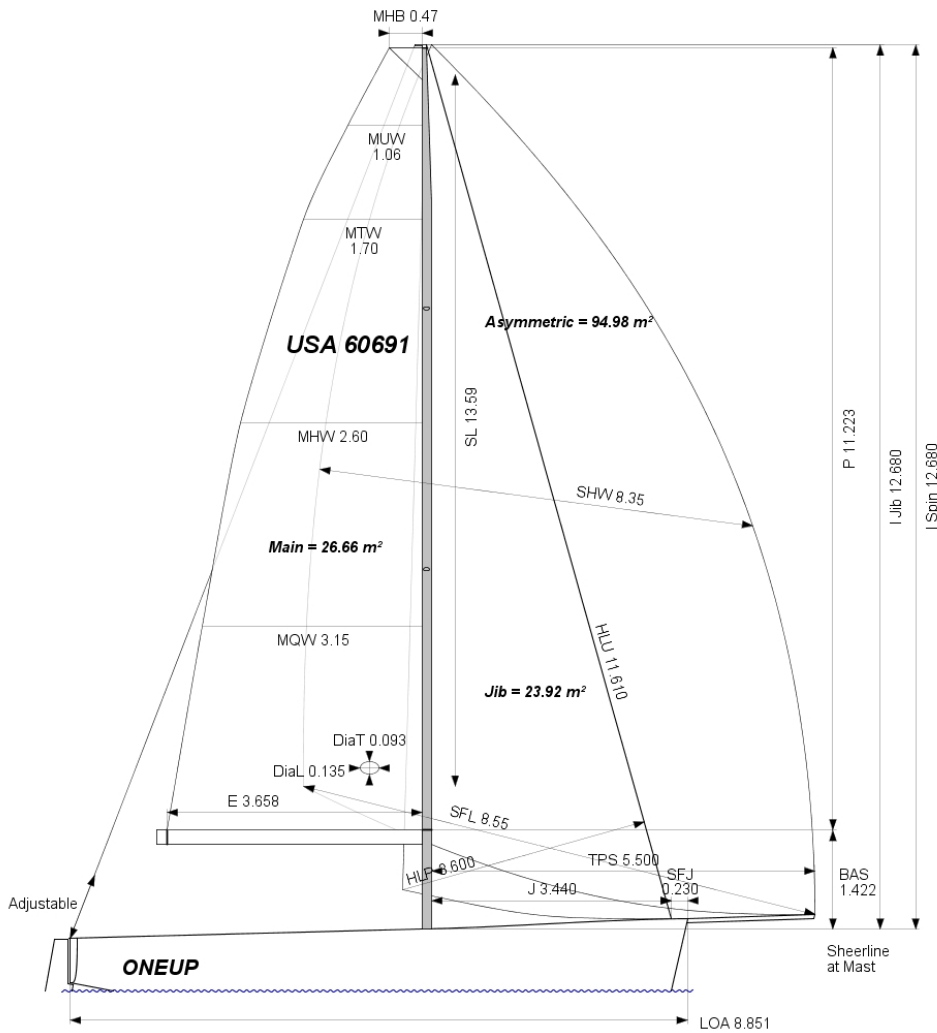 MHB 0.47
MUW
1.06
MTW
1.70
Asymmetric = 94.98 m²
USA 60691
SL 13.59
P 11.223
I Jib 12.680
I Spin 12.680
MHW 2.60
SHW 8.35
Main = 26.66 m²
MQW 3.15
HLU 11.610
Jib = 23.92 m²
DiaT 0.093
DiaL 0.135
E 3.658
SFL 8.55
HLP 3.600
TPS 5.500
SFJ
0.230
J 3.440
BAS
1.422
Adjustable
Sheerline
at Mast
ONEUP
LOA 8.851